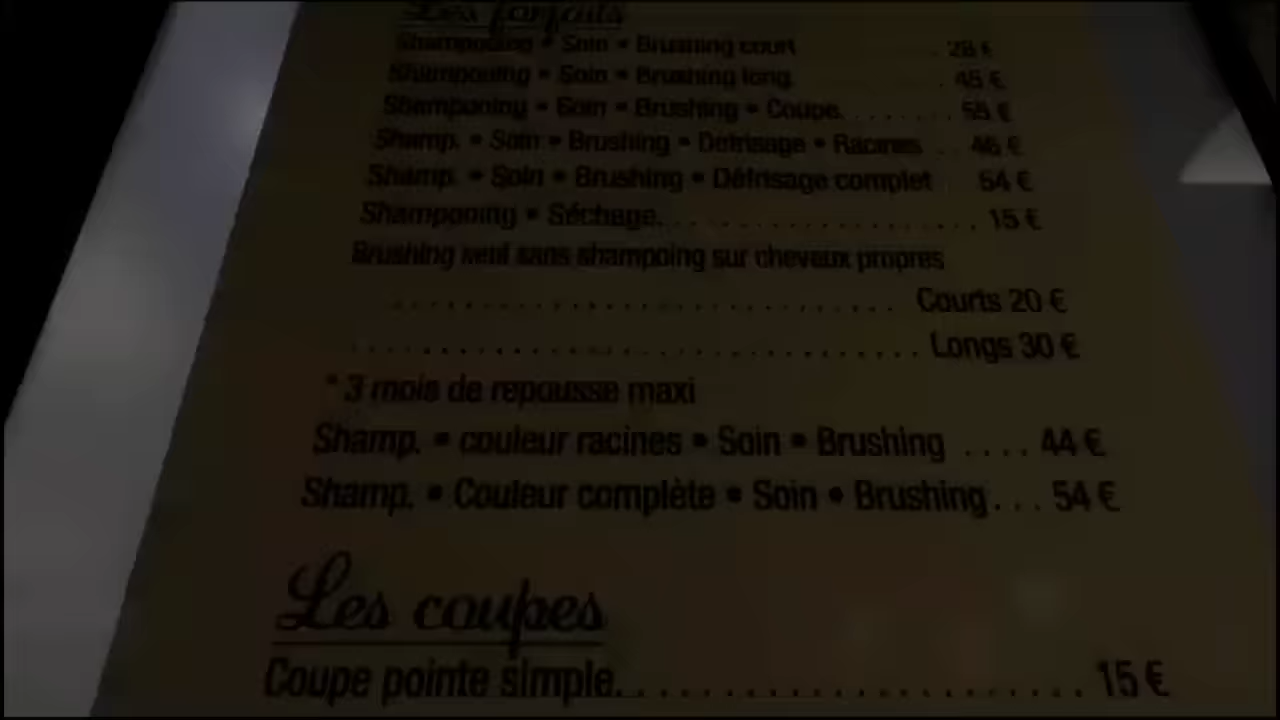 Les forfaits
Shampooing • Soin • Brushing court . 28 €
Shampooing • Soin • Brushing long . 45 €
Shampooing • Soin • Brushing • Coupe. . . . . . . . 55 €
Shamp. • Soin • Brushing • Defrisage • Racines . . 46 €
Shamp. • Soin • Brushing • Défrisage complet 54 €
Shampooing • Séchage. . . . . . . . . . . . . . . . . . . . . 15 €
Brushing seul sans shampoing sur cheveux propres
. . . . . . . . . . . . . . . . . . . . . . . . . . . . . Courts 20 €
. . . . . . . . . . . . . . . . . . . . . . . . . . . . . Longs 30 €
* 3 mois de repousse maxi
Shamp. • couleur racines • Soin • Brushing . . . . 44 €
Shamp. • Couleur complète • Soin • Brushing. . . 54 €
Les coupes
Coupe pointe simple. . . . . . . . . . . . . . . . . . . . . 15 €